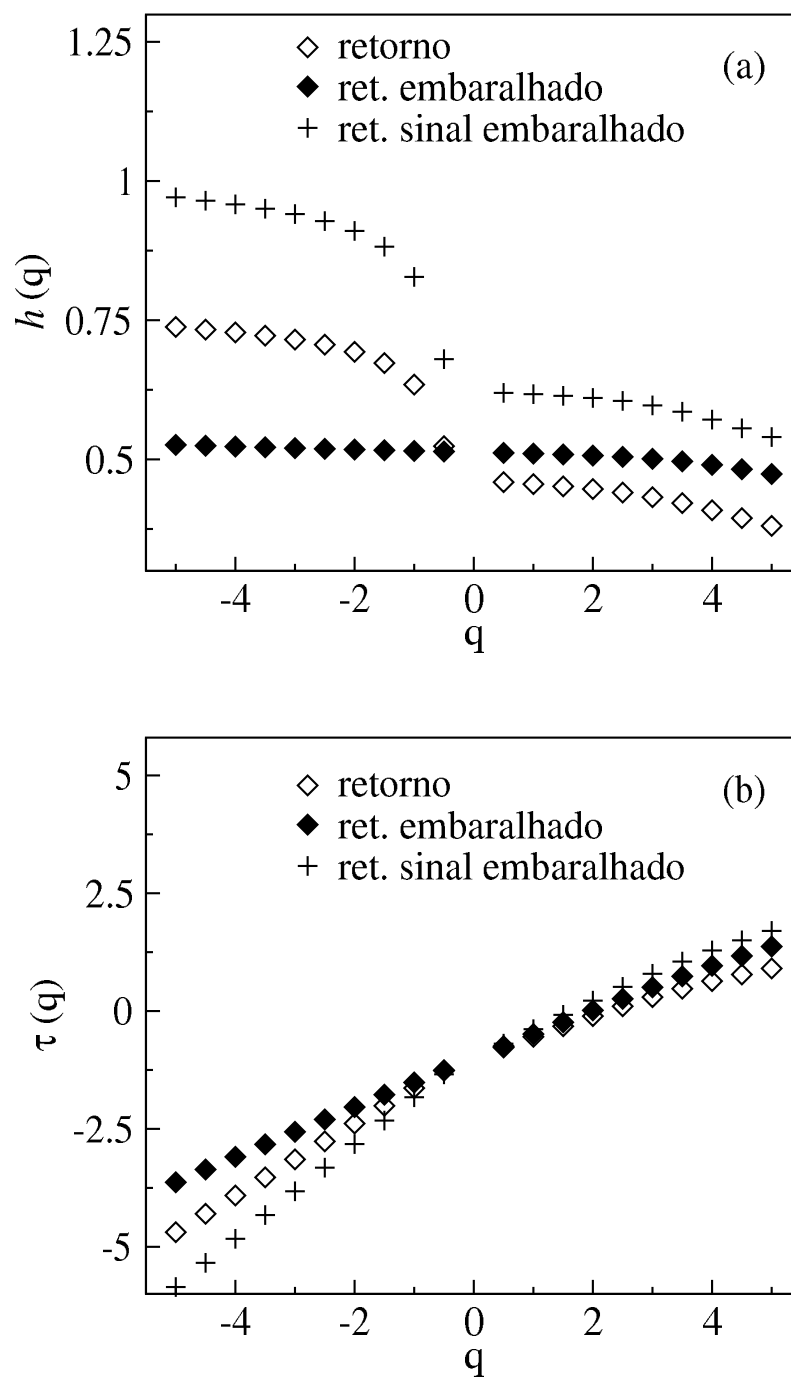 1.25
retorno
(a)
ret. embaralhado
ret. sinal embaralhado
1
h (q)
0.75
0.5
-4 -2 0 2 4
q
5
retorno
(b)
ret. embaralhado
ret. sinal embaralhado
2.5
τ (q)
0
-2.5
-5
-4 -2 0 2 4
q